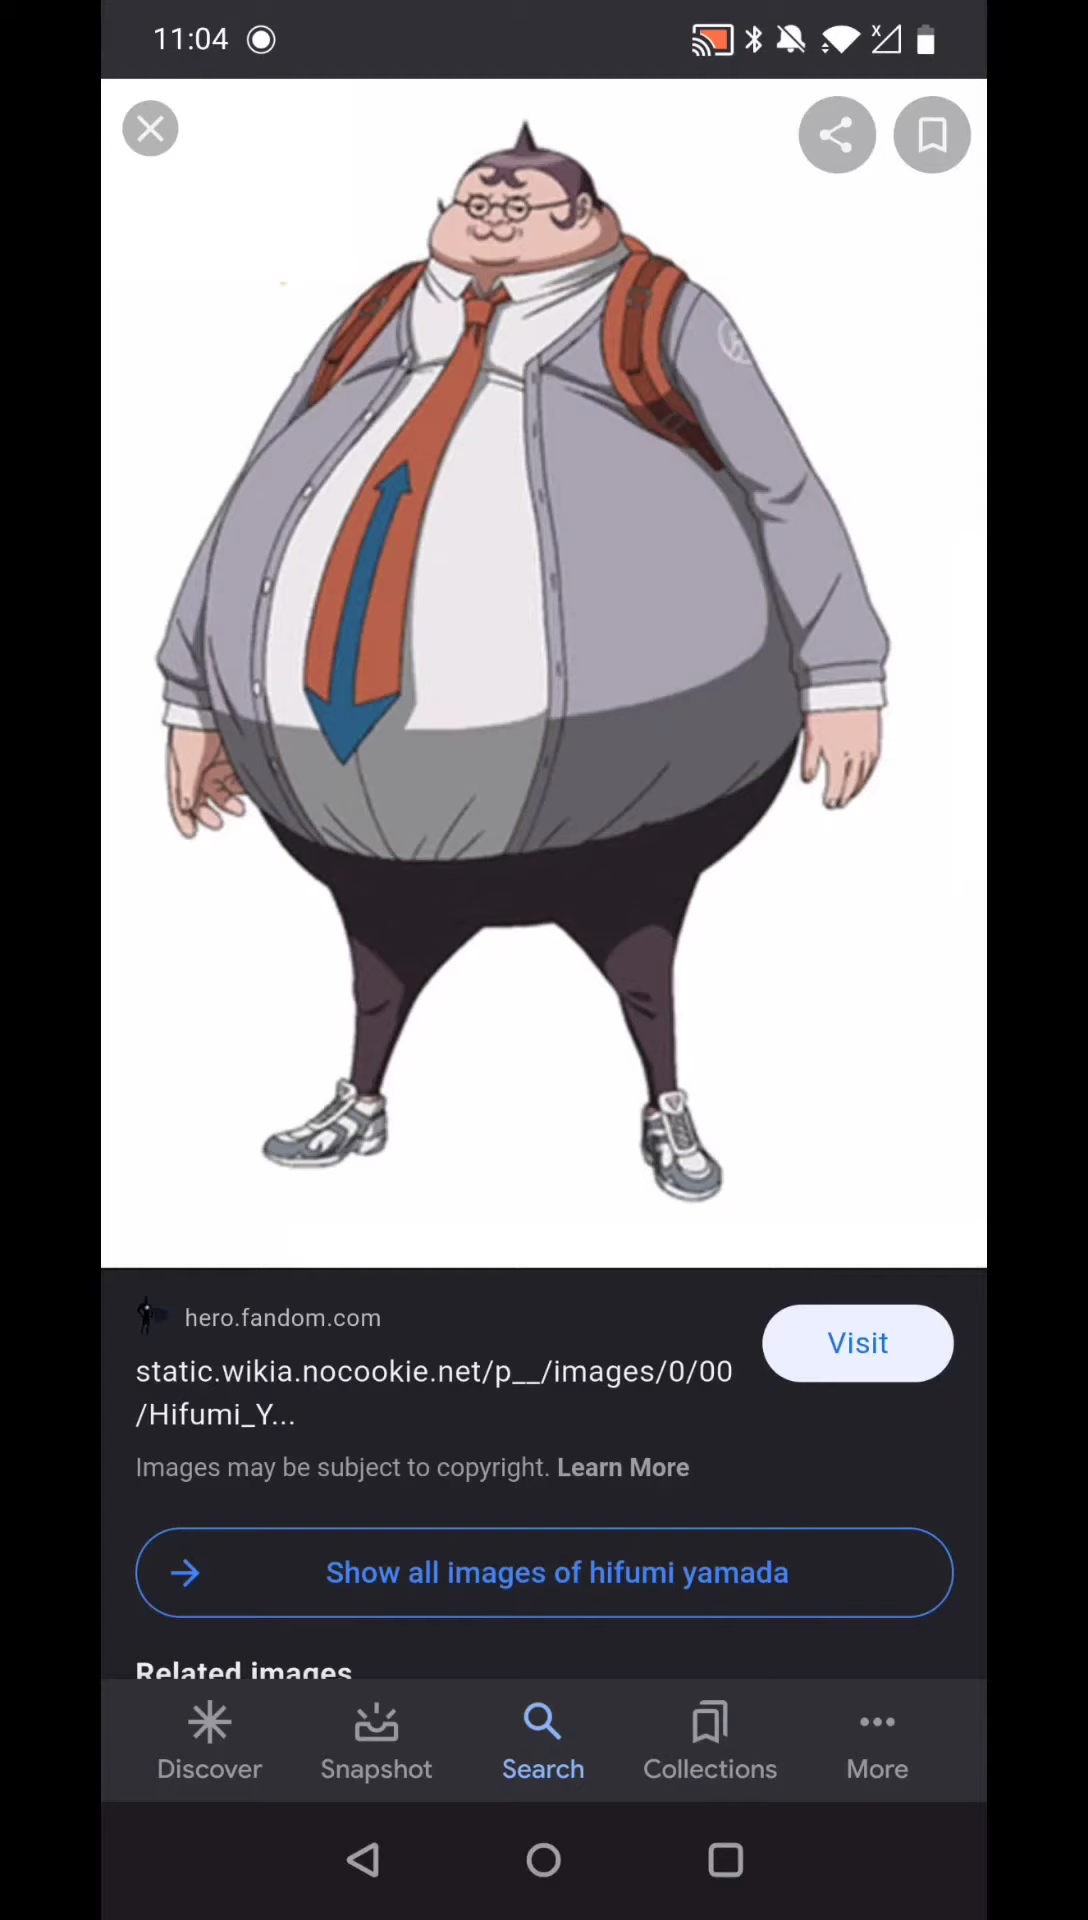 11:04
hero.fandom.com
Visit
static.wikia.nocookie.net/p__/images/0/00
/Hifumi_Y...
Images may be subject to copyright. Learn More
Show all images of hifumi yamada
Related images
Discover
Snapshot
Search
Collections
More